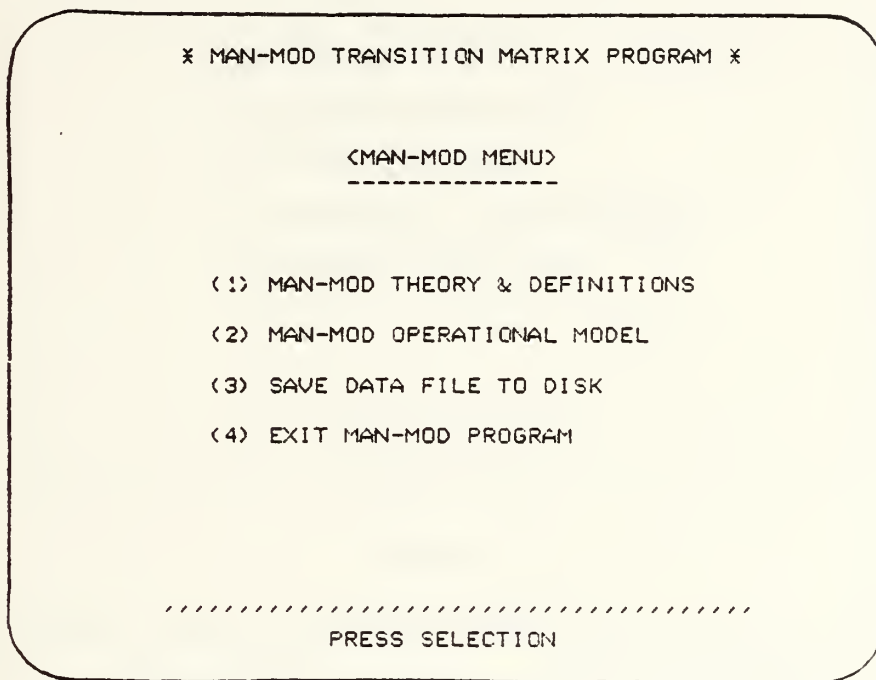 * MAN-MOD TRANSITION MATRIX PROGRAM *
<MAN-MOD MENU>
---------------
(1) MAN-MOD THEORY & DEFINITIONS
(2) MAN-MOD OPERATIONAL MODEL
(3) SAVE DATA FILE TO DISK
(4) EXIT MAN-MOD PROGRAM
''''''''''''''''''''''''''''''''''''''''
PRESS SELECTION